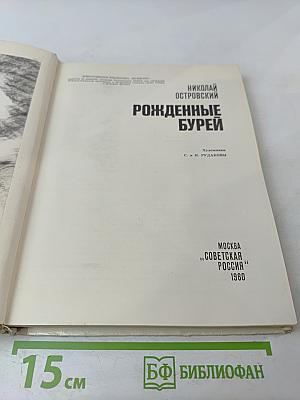 НИКОЛАЙ
ОСТРОВСКИЙ
РОЖДЕННЫЕ
БУРЕЙ
Художники
С. и К. РУДАКОВЫ
МОСКВА
„СОВЕТСКАЯ
РОССИЯ"
1980
15 см
БФ БИБЛИОФАН